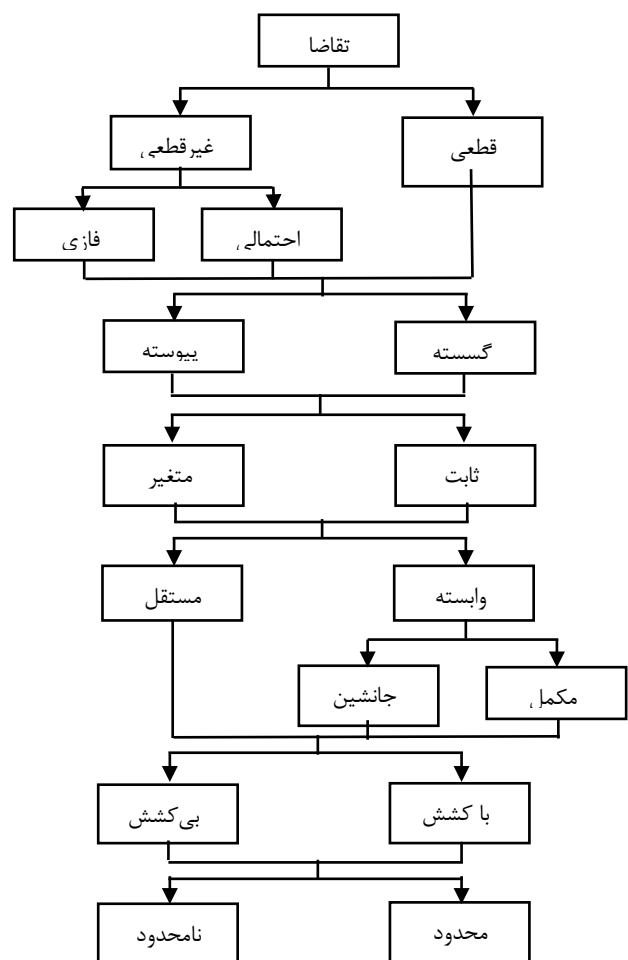 تقاضا
قطعی
غیرقطعی
احتمالی
فازی
گسسته
پیوسته
ثابت
متغیر
وابسته
مستقل
مکمل
جانشین
با کشش
بی‌کشش
محدود
نامحدود